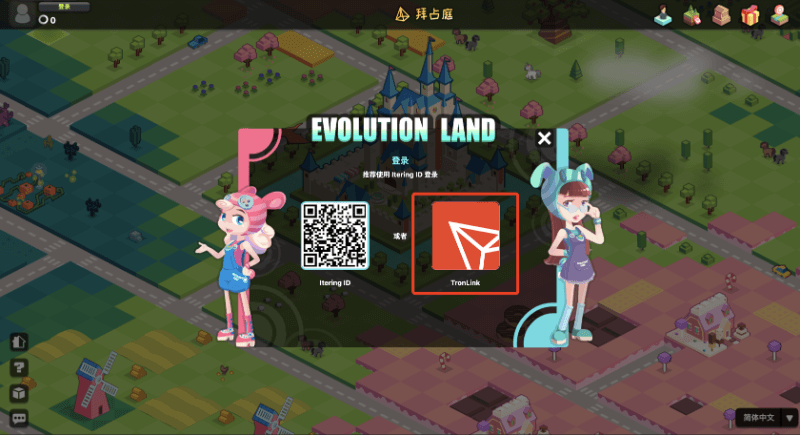 登录
0
拜占庭
EVOLUTION LAND
登录
推荐使用 Itering ID 登录
或者
Itering ID
TronLink
简体中文